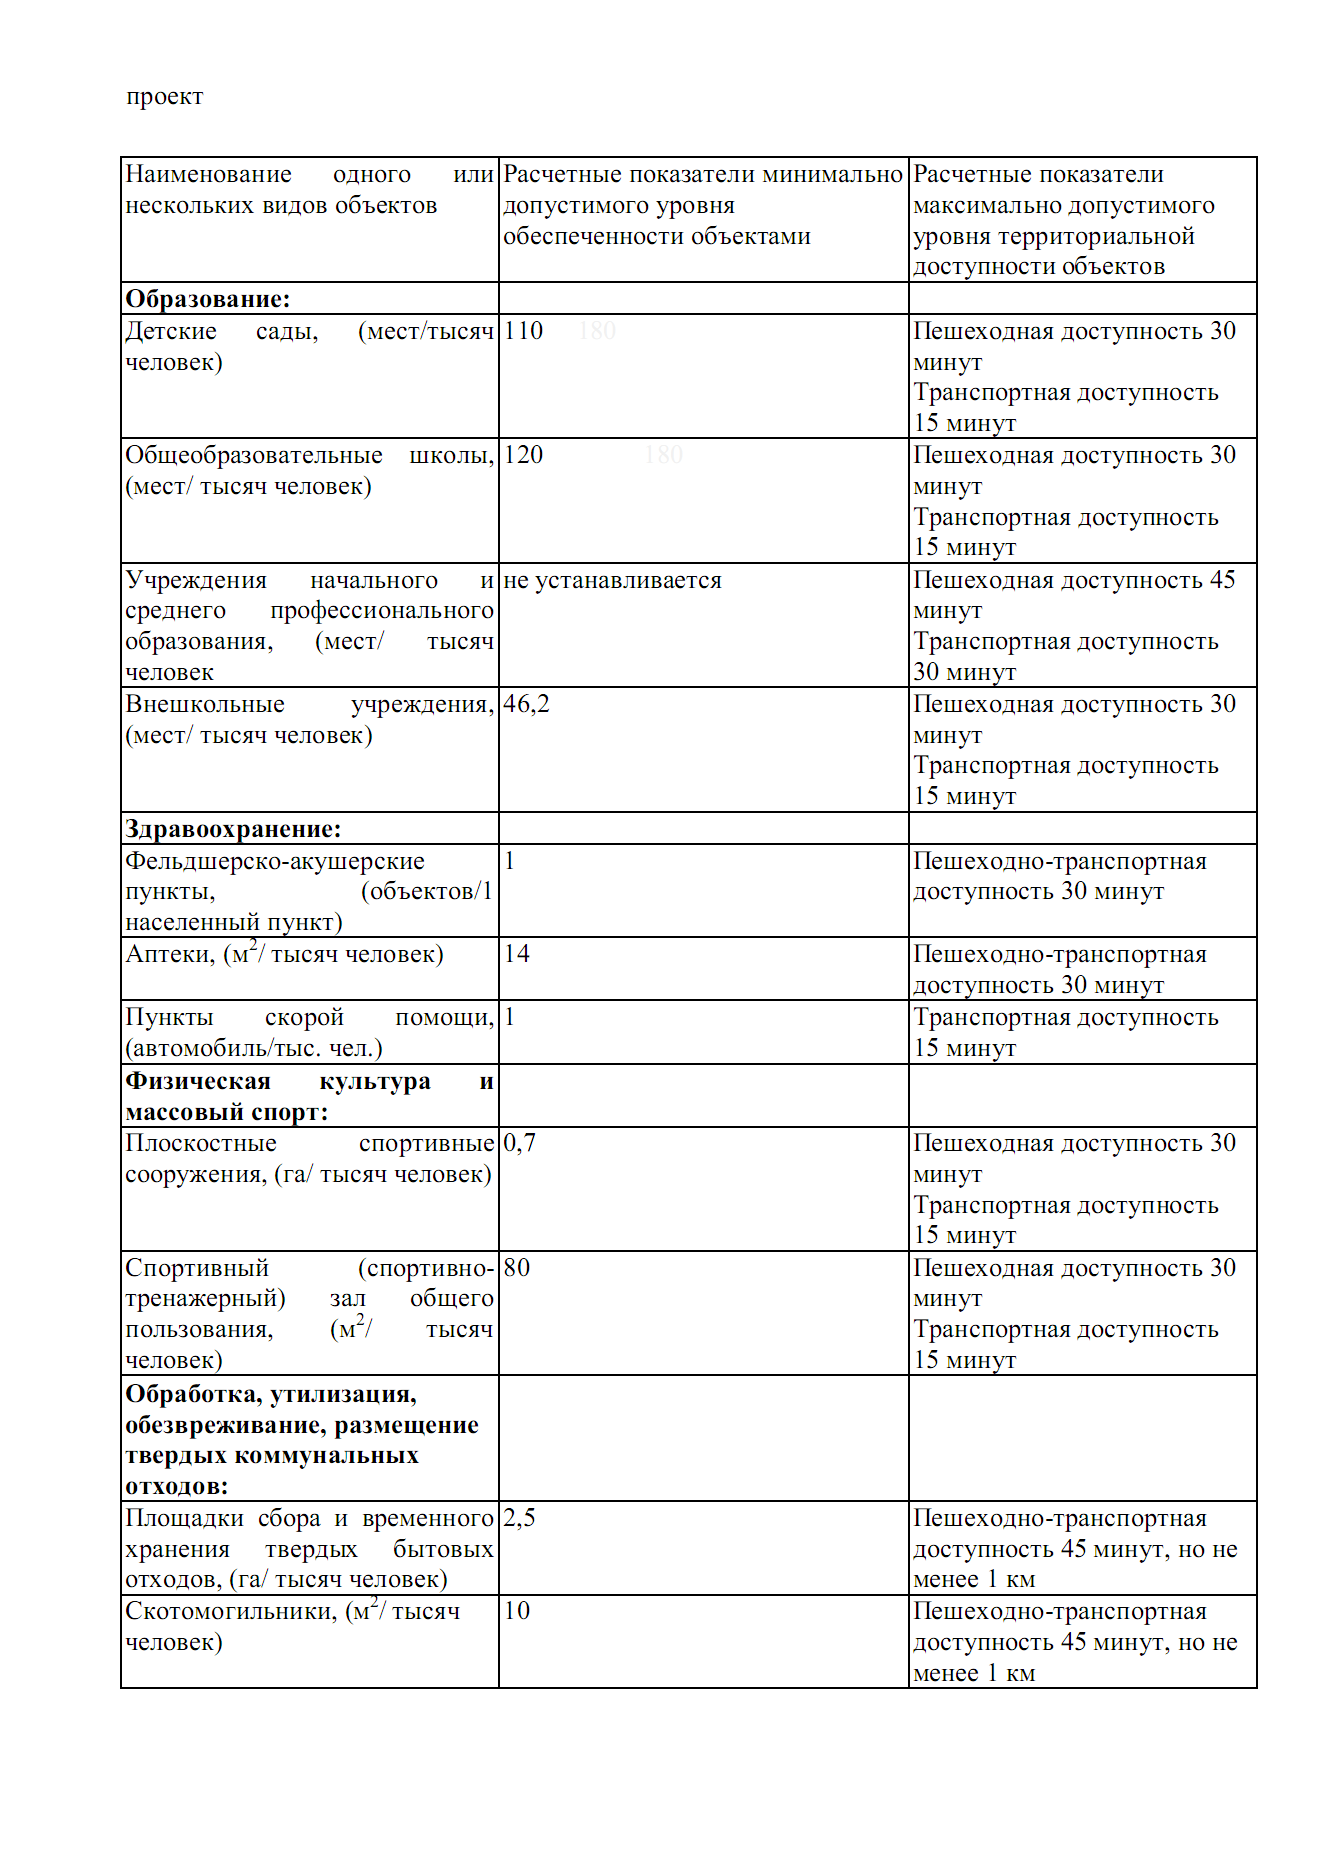 проект
Наименование одного или
нескольких видов объектов
Расчетные показатели минимально
допустимого уровня
обеспеченности объектами
Расчетные показатели
максимально допустимого
уровня территориальной
доступности объектов
Образование:
Детские сады, (мест/тысяч
человек)
110 180
Пешеходная доступность 30
минут
Транспортная доступность
15 минут
Общеобразовательные школы,
(мест/ тысяч человек)
120 180
Пешеходная доступность 30
минут
Транспортная доступность
15 минут
Учреждения начального и
среднего профессионального
образования, (мест/ тысяч
человек
не устанавливается
Пешеходная доступность 45
минут
Транспортная доступность
30 минут
Внешкольные учреждения,
(мест/ тысяч человек)
46,2
Пешеходная доступность 30
минут
Транспортная доступность
15 минут
Здравоохранение:
Фельдшерско-акушерские
пункты, (объектов/1
населенный пункт)
1
Пешеходно-транспортная
доступность 30 минут
Аптеки, (м²/ тысяч человек)
14
Пешеходно-транспортная
доступность 30 минут
Пункты скорой помощи,
(автомобиль/тыс. чел.)
1
Транспортная доступность
15 минут
Физическая культура и
массовый спорт:
Плоскостные спортивные
сооружения, (га/ тысяч человек)
0,7
Пешеходная доступность 30
минут
Транспортная доступность
15 минут
Спортивный (спортивно-
тренажерный) зал общего
пользования, (м²/ тысяч
человек)
80
Пешеходная доступность 30
минут
Транспортная доступность
15 минут
Обработка, утилизация,
обезвреживание, размещение
твердых коммунальных
отходов:
Площадки сбора и временного
хранения твердых бытовых
отходов, (га/ тысяч человек)
2,5
Пешеходно-транспортная
доступность 45 минут, но не
менее 1 км
Скотомогильники, (м²/ тысяч
человек)
10
Пешеходно-транспортная
доступность 45 минут, но не
менее 1 км